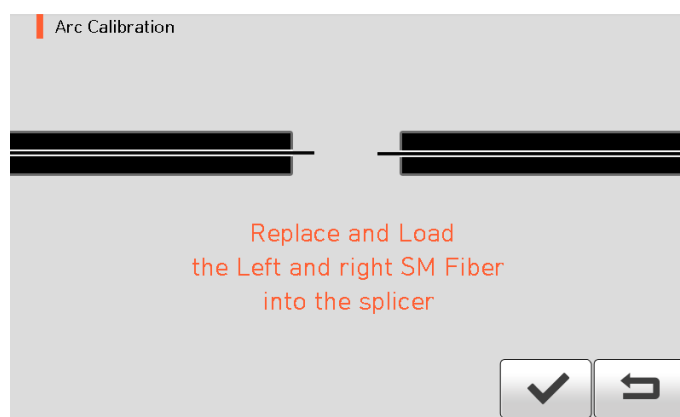 Arc Calibration
Replace and Load
the Left and right SM Fiber
into the splicer